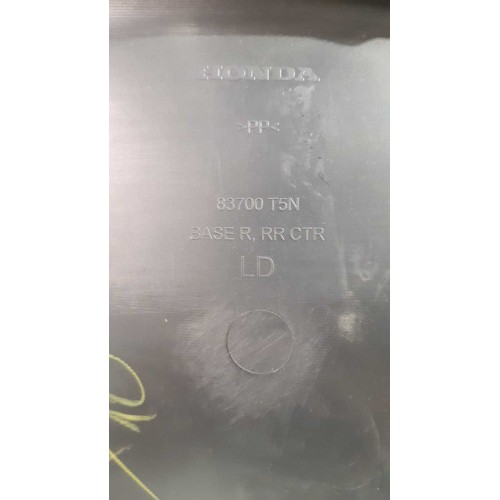 HONDA
>PP<
83700 T5N
BASE R, RR CTR
LD